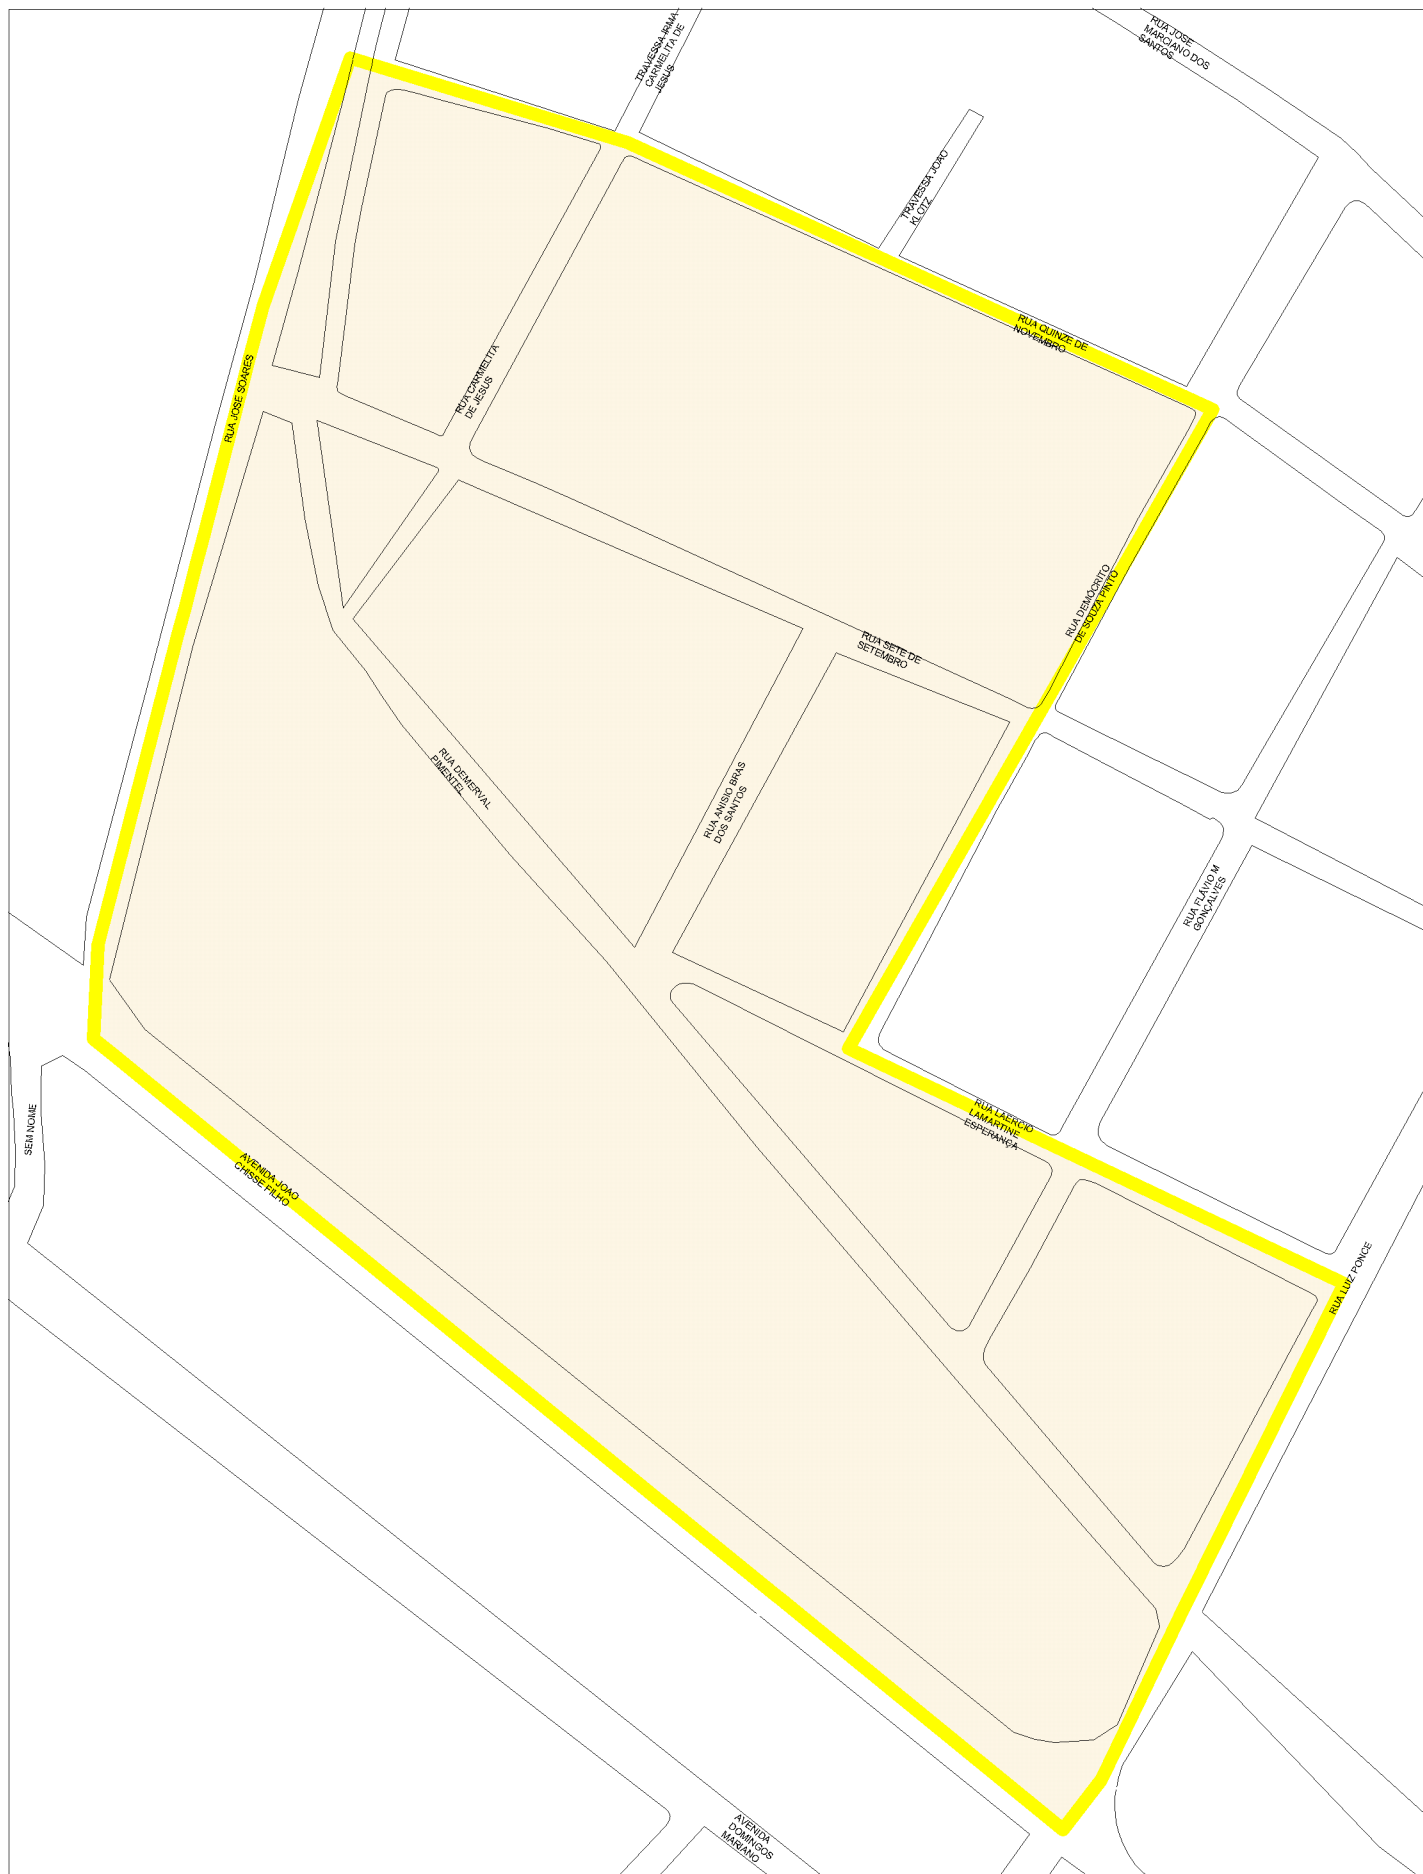 TRAVESSA IRMA
CARMELITA DE
JESUS
RUA JOSE
MARCIANO DOS
SANTOS
TRAVESSA JOAO
KLOTZ
RUA QUINZE DE
NOVEMBRO
RUA JOSE SOARES
RUA CARMELITA
DE JESUS
RUA DEMÓCRITO
DE SOUZA PINTO
RUA SETE DE
SETEMBRO
RUA DEMERVAL
PIMENTEL
RUA ANISIO BRAS
DOS SANTOS
RUA FLÁVIO M
GONÇALVES
SEM NOME
RUA LAERCIO
LAMARTINE
ESPERANÇA
AVENIDA JOAO
CHISSE FILHO
RUA LUIZ PONCE
AVENIDA
DOMINGOS
MARIANO